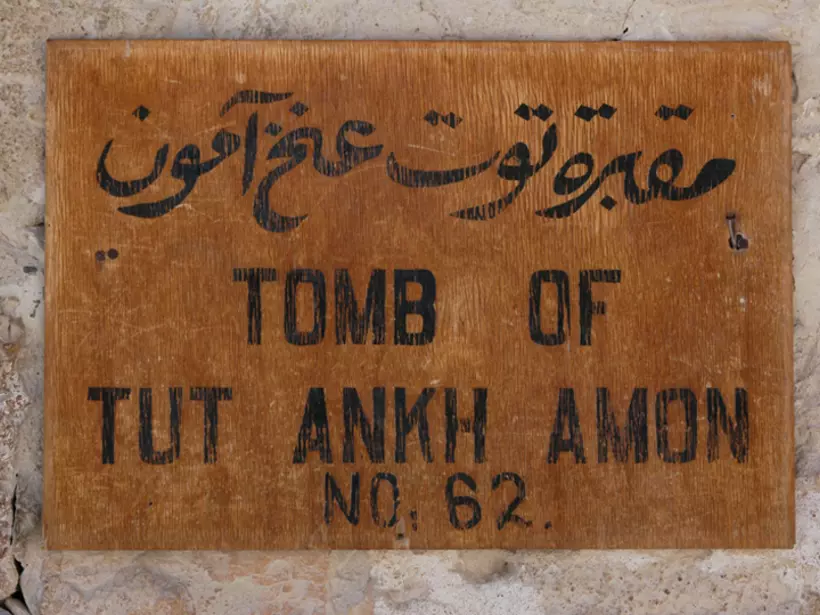 مقبرة توت عنخ آمون
TOMB OF
TUT ANKH AMON
NO. 62.